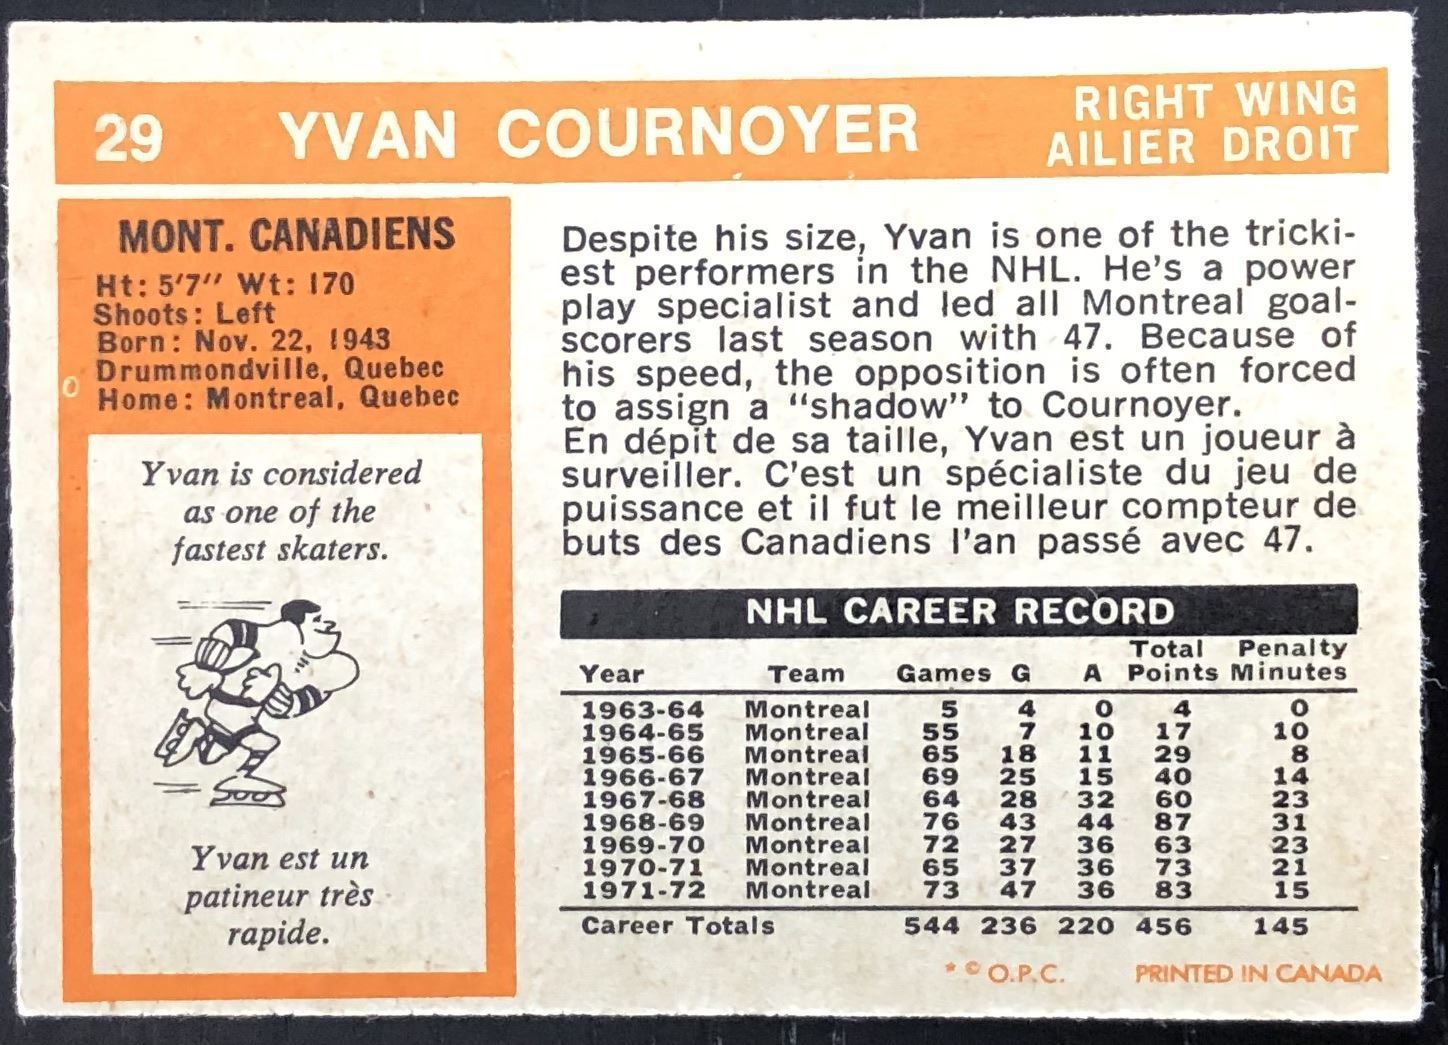 29 YVAN COURNOYER RIGHT WING
AILIER DROIT
MONT. CANADIENS
Ht: 5'7" Wt: 170
Shoots: Left
Born: Nov. 22, 1943
Drummondville, Quebec
Home: Montreal, Quebec
Yvan is considered
as one of the
fastest skaters.
Yvan est un
patineur très
rapide.
Despite his size, Yvan is one of the tricki-
est performers in the NHL. He's a power
play specialist and led all Montreal goal-
scorers last season with 47. Because of
his speed, the opposition is often forced
to assign a "shadow" to Cournoyer.
En dépit de sa taille, Yvan est un joueur à
surveiller. C'est un spécialiste du jeu de
puissance et il fut le meilleur compteur de
buts des Canadiens l'an passé avec 47.
NHL CAREER RECORD
Year Team Games G A Total Points Penalty Minutes
1963-64 Montreal 5 4 0 4 0
1964-65 Montreal 55 7 10 17 10
1965-66 Montreal 65 18 11 29 8
1966-67 Montreal 69 25 15 40 14
1967-68 Montreal 64 28 32 60 23
1968-69 Montreal 76 43 44 87 31
1969-70 Montreal 72 27 36 63 23
1970-71 Montreal 65 37 36 73 21
1971-72 Montreal 73 47 36 83 15
Career Totals 544 236 220 456 145
* © O.P.C. PRINTED IN CANADA